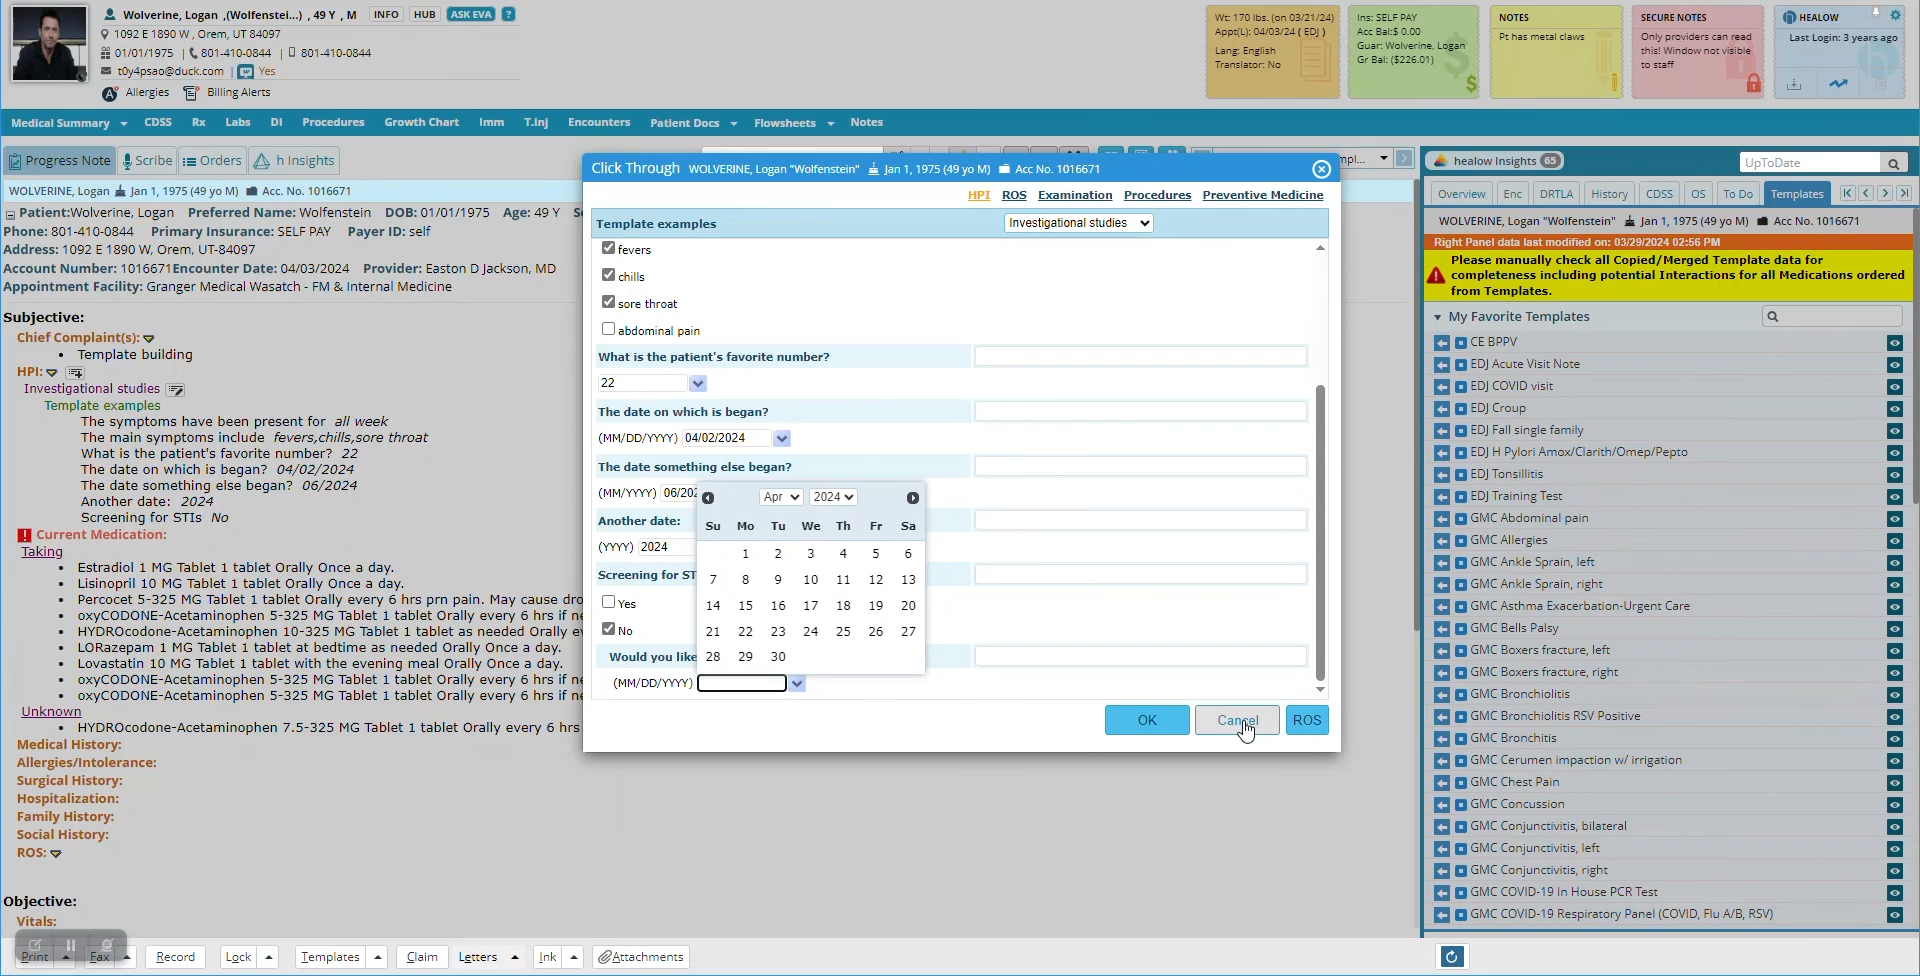 Wolverine, Logan ,(Wolfenstei...) , 49 Y , M INFO HUB ASK EVA ?
1092 E 1890 W , Orem, UT 84097
01/01/1975 | 801-410-0844 | 801-410-0844
t0y4psao@duck.com | Yes
Allergies Billing Alerts
Wt: 170 lbs. (on 03/21/24)
Appt(L): 04/03/24 ( EDJ )
Lang: English
Translator: No
Ins: SELF PAY
Acc Bal:$ 0.00
Guar: Wolverine, Logan
Gr Bal: ($226.01)
NOTES
Pt has metal claws
SECURE NOTES
Only providers can read
this! Window not visible
to staff
HEALOW
Last Login: 3 years ago
Medical Summary CDSS Rx Labs DI Procedures Growth Chart Imm T.Inj Encounters Patient Docs Flowsheets Notes
Progress Note Scribe Orders h Insights
WOLVERINE, Logan Jan 1, 1975 (49 yo M) Acc No. 1016671
Patient:Wolverine, Logan Preferred Name: Wolfenstein DOB: 01/01/1975 Age: 49 Y
Phone: 801-410-0844 Primary Insurance: SELF PAY Payer ID: self
Address: 1092 E 1890 W, Orem, UT-84097
Account Number: 1016671Encounter Date: 04/03/2024 Provider: Easton D Jackson, MD
Appointment Facility: Granger Medical Wasatch - FM & Internal Medicine
Subjective:
Chief Complaint(s):
• Template building
HPI:
Investigational studies
Template examples
The symptoms have been present for all week
The main symptoms include fevers,chills,sore throat
What is the patient's favorite number? 22
The date on which is began? 04/02/2024
The date something else began? 06/2024
Another date: 2024
Screening for STIs No
Current Medication:
Taking
• Estradiol 1 MG Tablet 1 tablet Orally Once a day.
• Lisinopril 10 MG Tablet 1 tablet Orally Once a day.
• Percocet 5-325 MG Tablet 1 tablet Orally every 6 hrs prn pain. May cause dro
• oxyCODONE-Acetaminophen 5-325 MG Tablet 1 tablet Orally every 6 hrs if ne
• HYDROcodone-Acetaminophen 10-325 MG Tablet 1 tablet as needed Orally e
• LORazepam 1 MG Tablet 1 tablet at bedtime as needed Orally Once a day.
• Lovastatin 10 MG Tablet 1 tablet with the evening meal Orally Once a day.
• oxyCODONE-Acetaminophen 5-325 MG Tablet 1 tablet Orally every 6 hrs if ne
• oxyCODONE-Acetaminophen 5-325 MG Tablet 1 tablet Orally every 6 hrs if ne
Unknown
• HYDROcodone-Acetaminophen 7.5-325 MG Tablet 1 tablet Orally every 6 hrs
Medical History:
Allergies/Intolerance:
Surgical History:
Hospitalization:
Family History:
Social History:
ROS:
Objective:
Vitals:
Print Fax Record Lock Templates Claim Letters Ink Attachments
Click Through WOLVERINE, Logan "Wolfenstein" Jan 1, 1975 (49 yo M) Acc No. 1016671
HPI ROS Examination Procedures Preventive Medicine
Template examples Investigational studies
fevers
chills
sore throat
abdominal pain
What is the patient's favorite number?
22
The date on which is began?
(MM/DD/YYYY) 04/02/2024
The date something else began?
(MM/YYYY) 06/202
Another date:
(YYYY) 2024
Screening for ST
Yes
No
Would you like
(MM/DD/YYYY)
Apr 2024
Su Mo Tu We Th Fr Sa
1 2 3 4 5 6
7 8 9 10 11 12 13
14 15 16 17 18 19 20
21 22 23 24 25 26 27
28 29 30
OK Cancel ROS
healow Insights 65 UpToDate
Overview Enc DRTLA History CDSS OS To Do Templates
WOLVERINE, Logan "Wolfenstein" Jan 1, 1975 (49 yo M) Acc No. 1016671
Right Panel data last modified on: 03/29/2024 02:56 PM
Please manually check all Copied/Merged Template data for
completeness including potential Interactions for all Medications ordered
from Templates.
My Favorite Templates
CE BPPV
EDJ Acute Visit Note
EDJ COVID visit
EDJ Croup
EDJ Fall single family
EDJ H Pylori Amox/Clarith/Omep/Pepto
EDJ Tonsillitis
EDJ Training Test
GMC Abdominal pain
GMC Allergies
GMC Ankle Sprain, left
GMC Ankle Sprain, right
GMC Asthma Exacerbation-Urgent Care
GMC Bells Palsy
GMC Boxers fracture, left
GMC Boxers fracture, right
GMC Bronchiolitis
GMC Bronchiolitis RSV Positive
GMC Bronchitis
GMC Cerumen impaction w/ irrigation
GMC Chest Pain
GMC Concussion
GMC Conjunctivitis, bilateral
GMC Conjunctivitis, left
GMC Conjunctivitis, right
GMC COVID-19 In House PCR Test
GMC COVID-19 Respiratory Panel (COVID, Flu A/B, RSV)